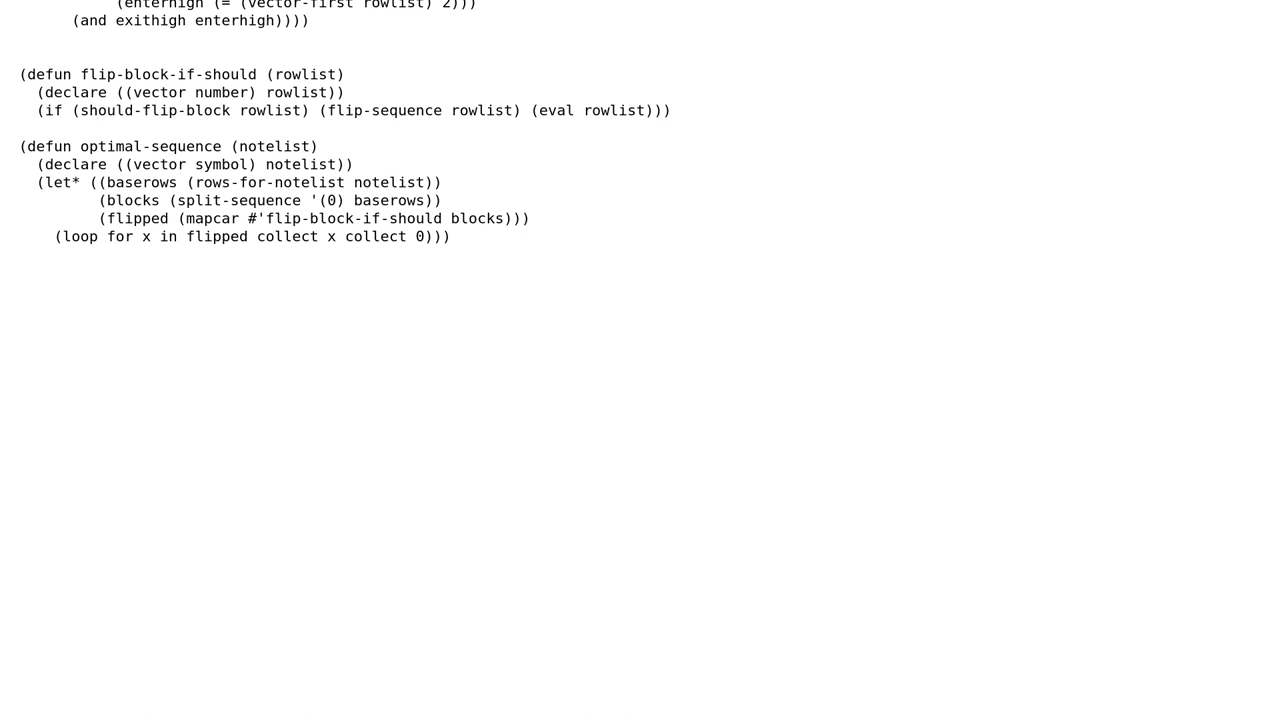 (enterhigh (= (vector-first rowlist) 2)))
(and exithigh enterhigh))))
(defun flip-block-if-should (rowlist)
(declare ((vector number) rowlist))
(if (should-flip-block rowlist) (flip-sequence rowlist) (eval rowlist)))
(defun optimal-sequence (notelist)
(declare ((vector symbol) notelist))
(let* ((baserows (rows-for-notelist notelist))
(blocks (split-sequence '(0) baserows))
(flipped (mapcar #'flip-block-if-should blocks)))
(loop for x in flipped collect x collect 0)))